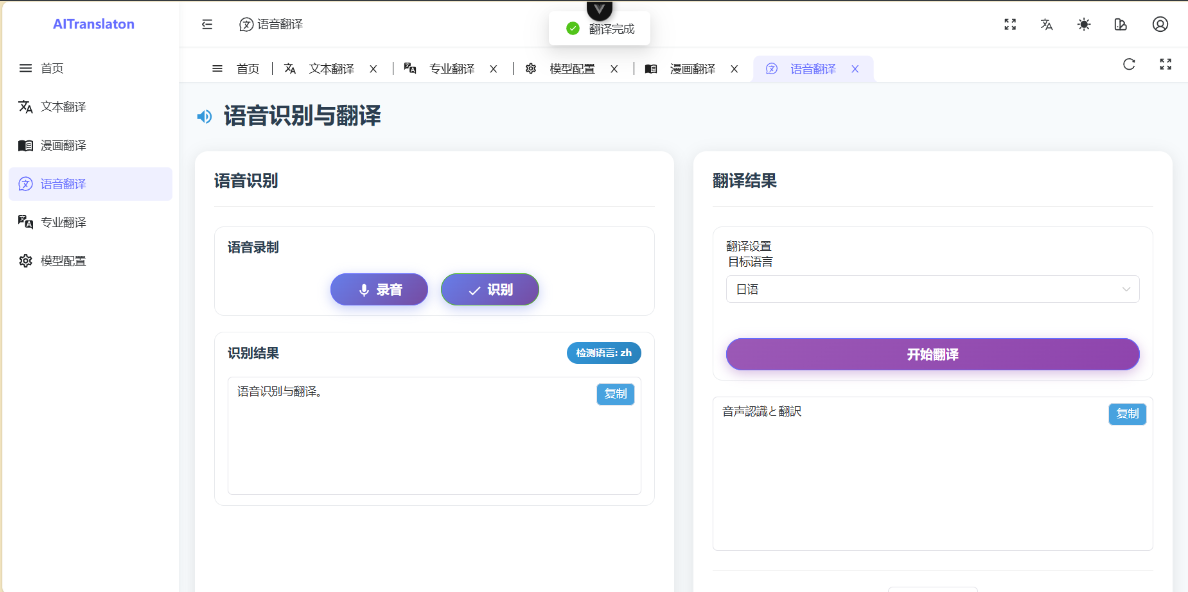 AITranslaton
语音翻译
翻译完成
首页
文本翻译
漫画翻译
语音翻译
专业翻译
模型配置
首页
文本翻译
专业翻译
模型配置
漫画翻译
语音翻译
语音识别与翻译
语音识别
语音录制
录音
识别
识别结果
检测语言: zh
语音识别与翻译。
复制
翻译结果
翻译设置
目标语言
日语
开始翻译
音声認識と翻訳
复制